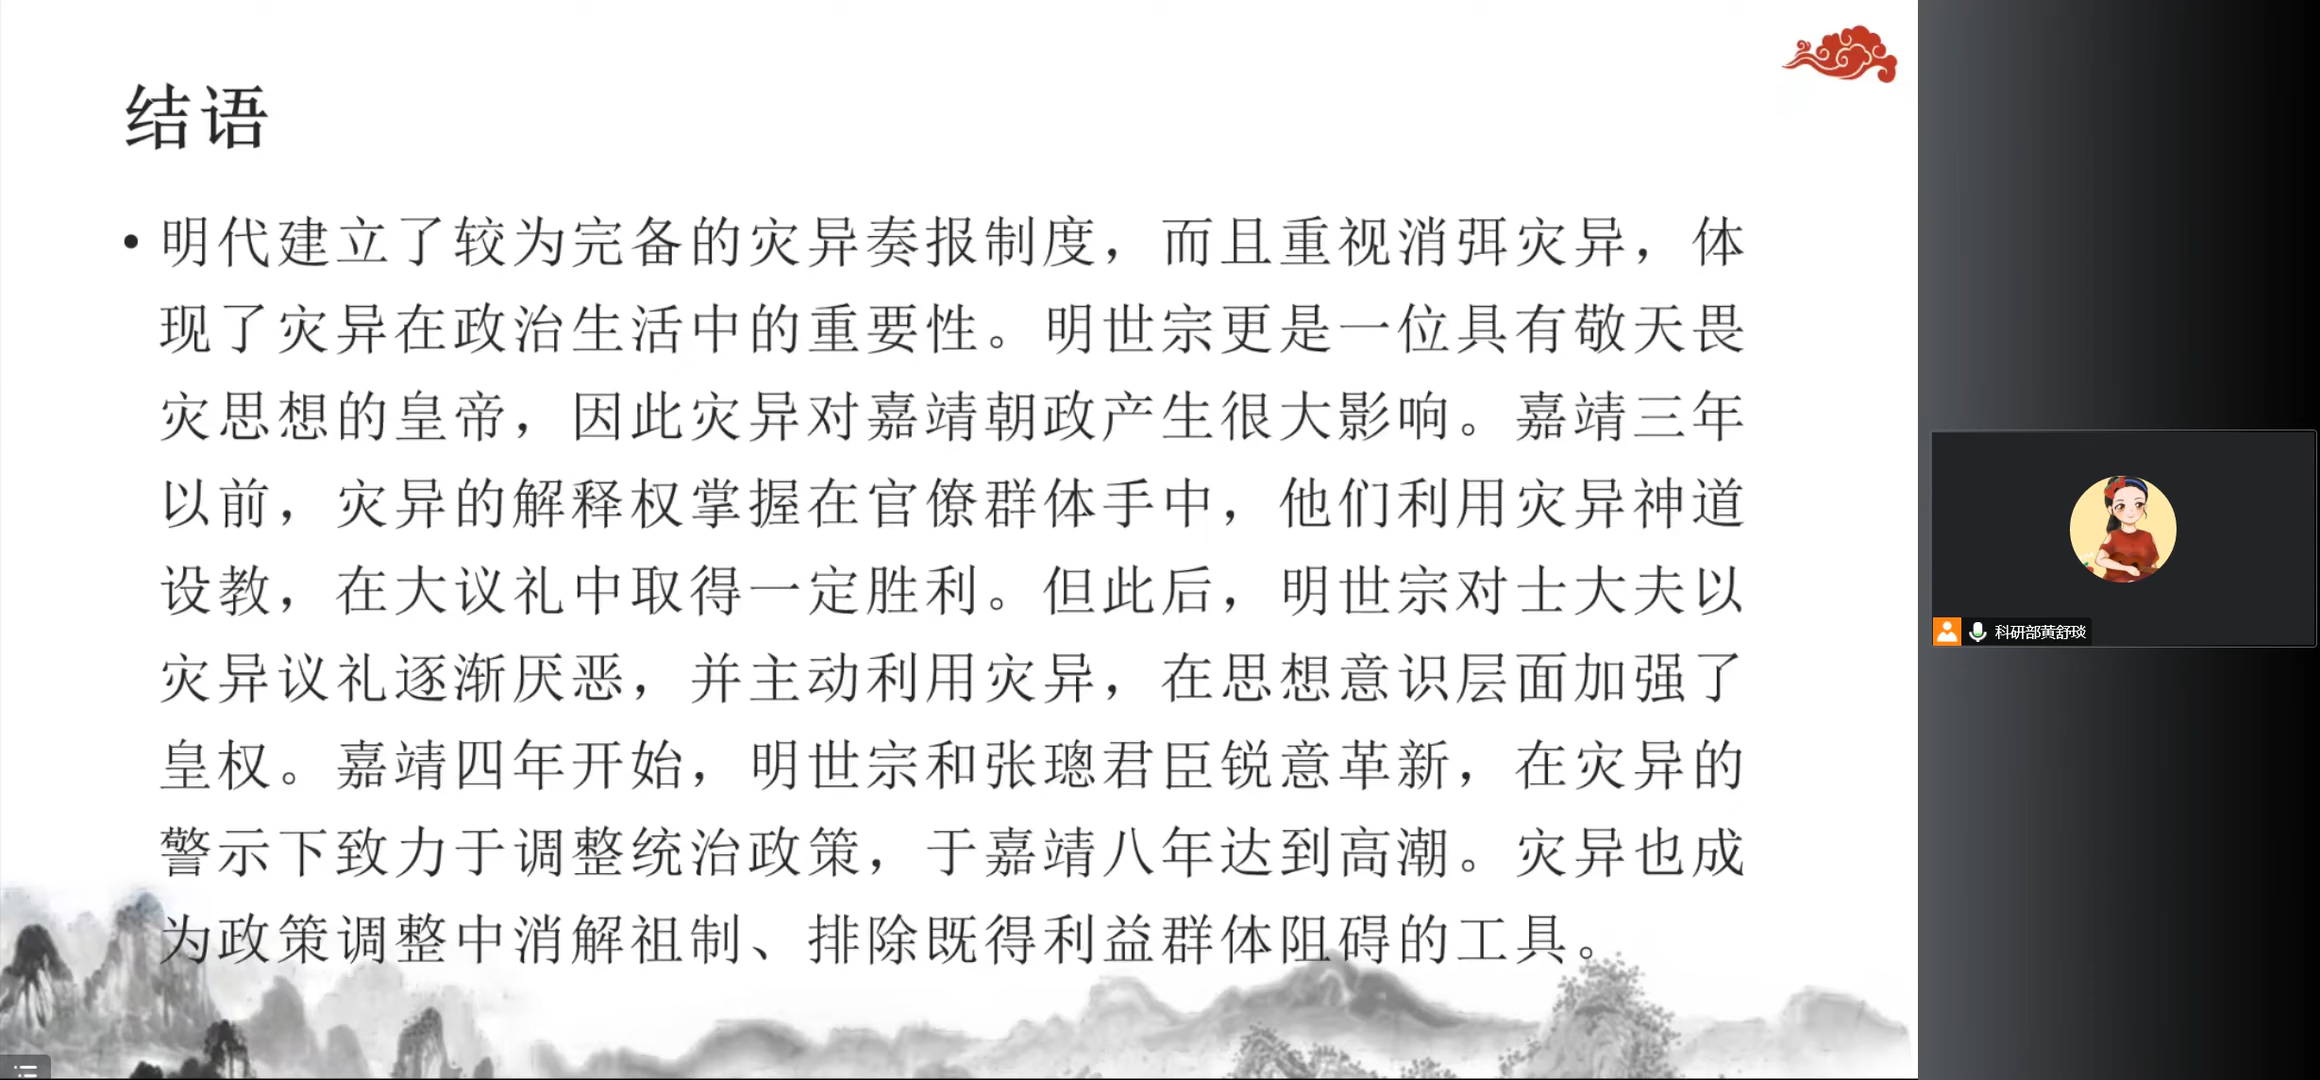 结语
• 明代建立了较为完备的灾异奏报制度，而且重视消弭灾异，体
现了灾异在政治生活中的重要性。明世宗更是一位具有敬天畏
灾思想的皇帝，因此灾异对嘉靖朝政产生很大影响。嘉靖三年
以前，灾异的解释权掌握在官僚群体手中，他们利用灾异神道
设教，在大议礼中取得一定胜利。但此后，明世宗对士大夫以
灾异议礼逐渐厌恶，并主动利用灾异，在思想意识层面加强了
皇权。嘉靖四年开始，明世宗和张璁君臣锐意革新，在灾异的
警示下致力于调整统治政策，于嘉靖八年达到高潮。灾异也成
为政策调整中消解祖制、排除既得利益群体阻碍的工具。
科研部黄舒琰